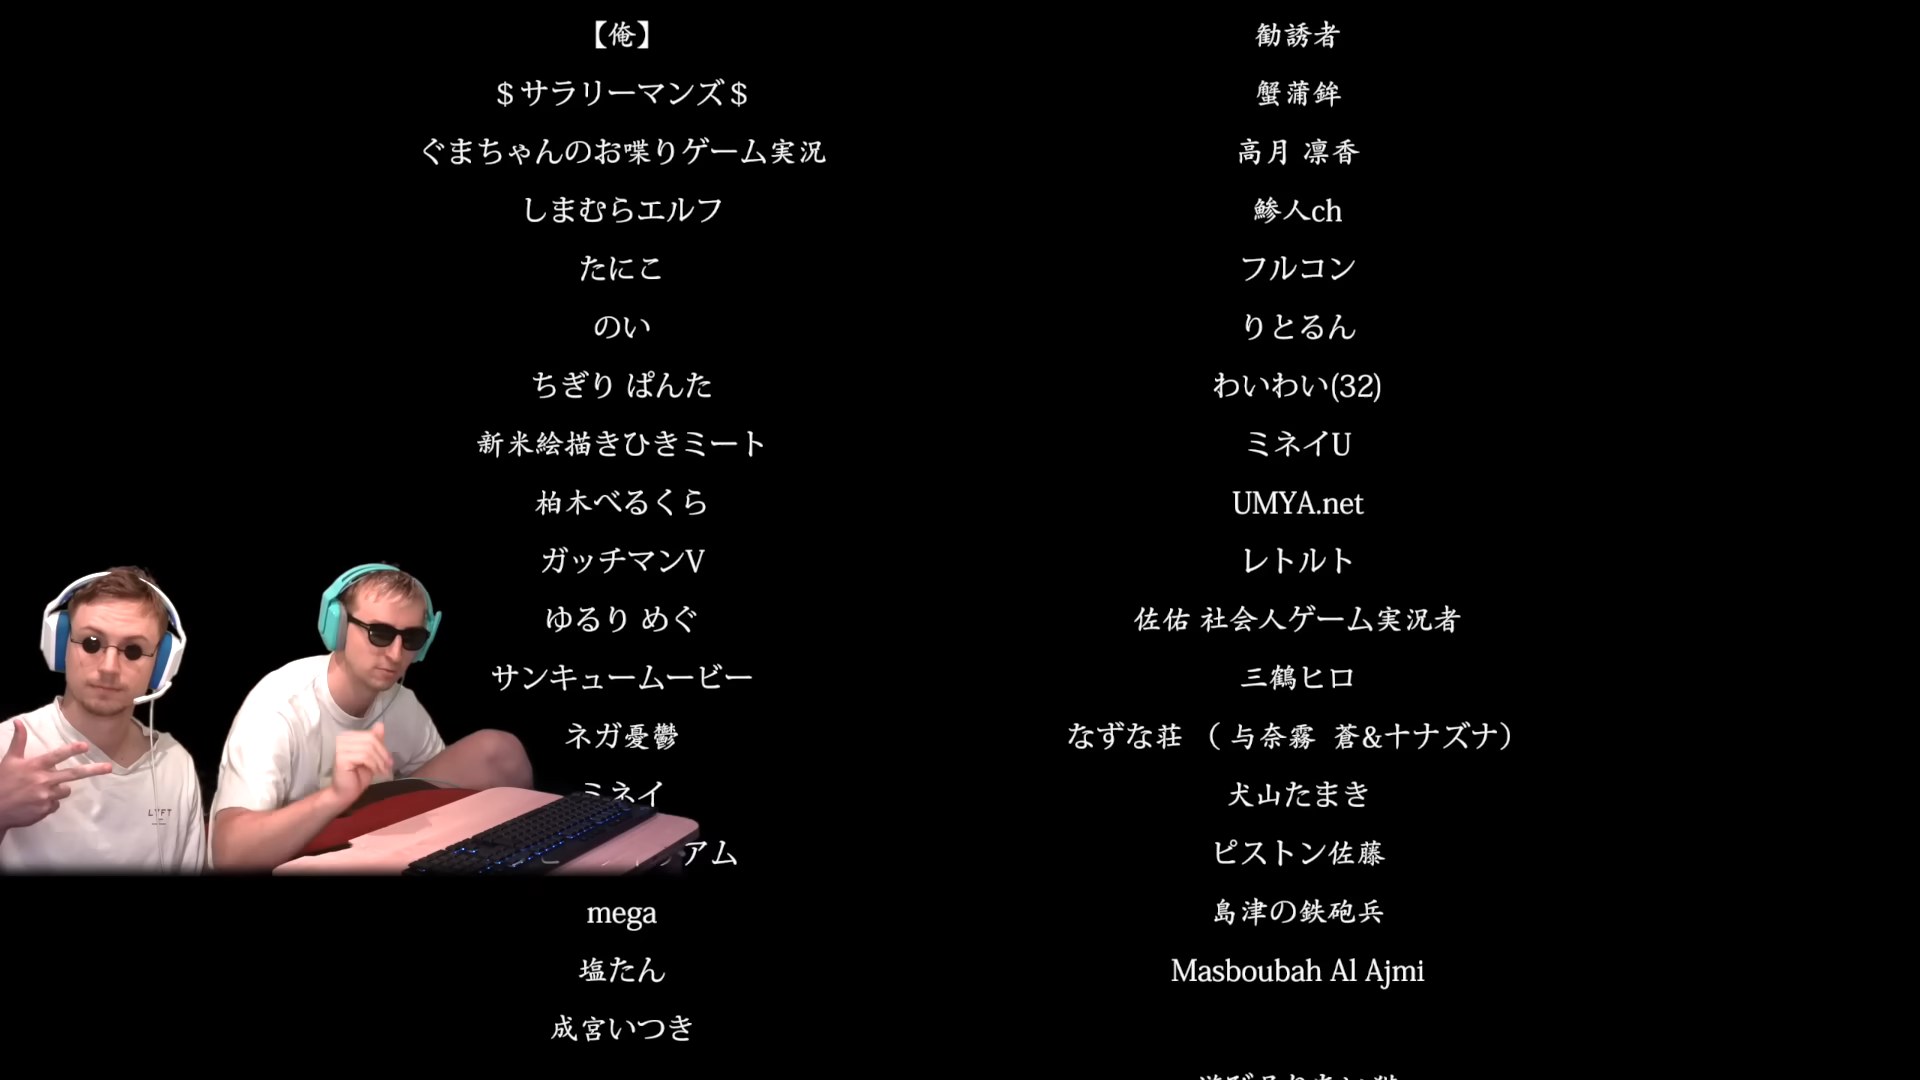 【俺】
＄サラリーマンズ＄
ぐまちゃんのお喋りゲーム実況
しまむらエルフ
たにこ
のい
ちぎり ぱんた
新米絵描きひきミート
柏木べるくら
ガッチマンV
ゆるり めぐ
サンキュームービー
ネガ憂鬱
ミネイ
アム
mega
塩たん
成宮いつき
勧誘者
蟹蒲鉾
高月 凛香
鯵人ch
フルコン
りとるん
わいわい(32)
ミネイU
UMYA.net
レトルト
佐佑 社会人ゲーム実況者
三鶴ヒロ
なずな荘 （ 与奈霧 蒼&ナナズナ）
犬山たまき
ピストン佐藤
島津の鉄砲兵
Masboubah Al Ajmi